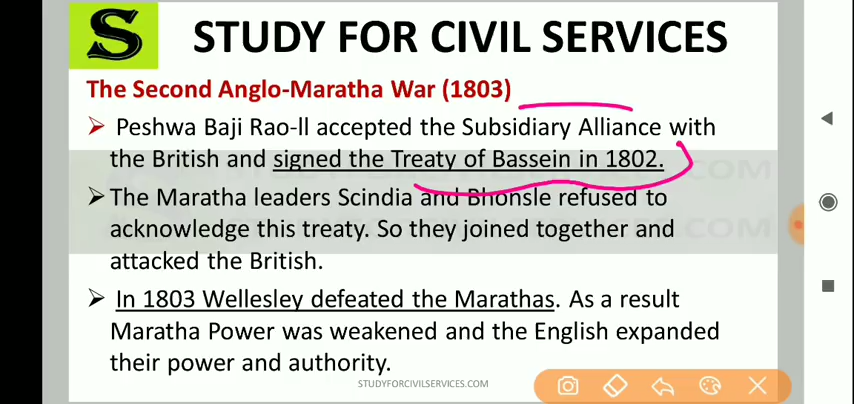 S STUDY FOR CIVIL SERVICES
The Second Anglo-Maratha War (1803)
➢ Peshwa Baji Rao-ll accepted the Subsidiary Alliance with
the British and signed the Treaty of Bassein in 1802.
➢ The Maratha leaders Scindia and Bhonsle refused to
acknowledge this treaty. So they joined together and
attacked the British.
➢ In 1803 Wellesley defeated the Marathas. As a result
Maratha Power was weakened and the English expanded
their power and authority.
STUDYFORCIVILSERVICES.COM